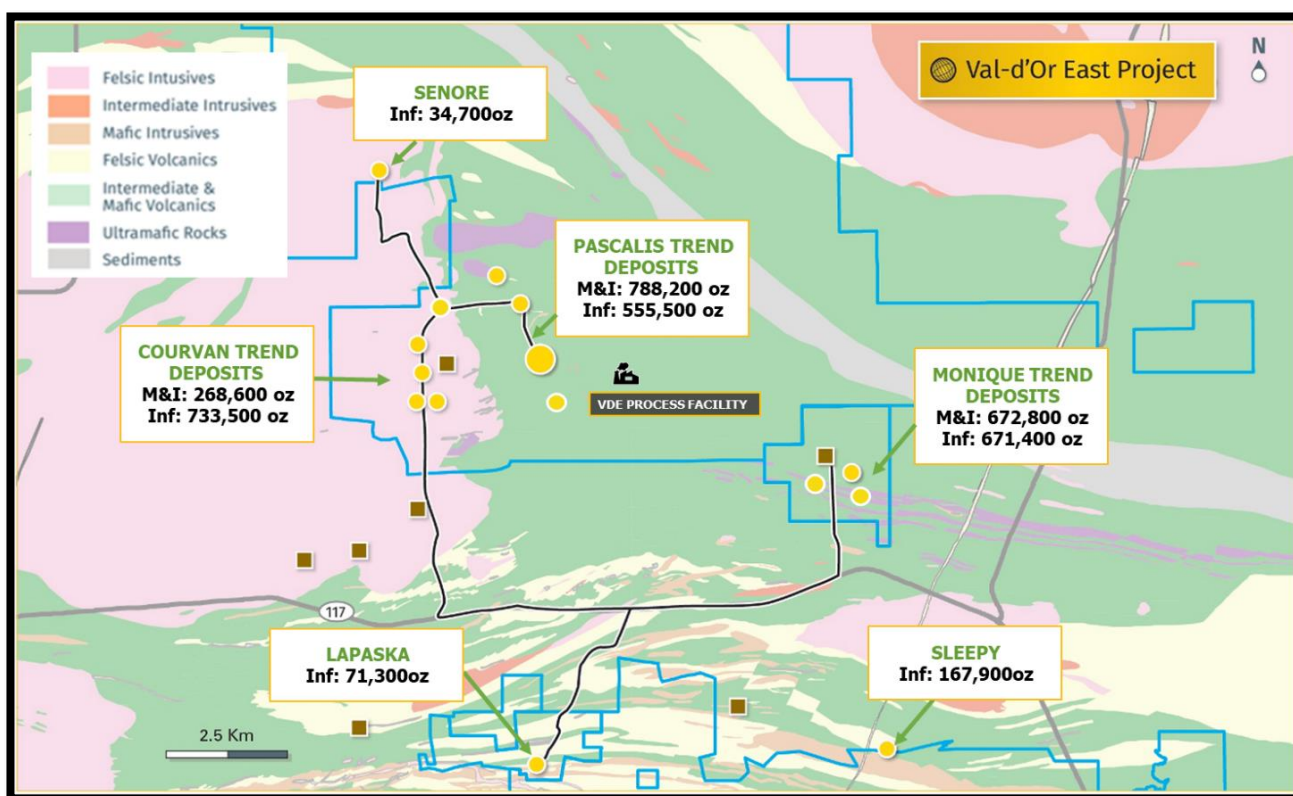 Val-d'Or East Project
N
Felsic Intusives
Intermediate Intrusives
Mafic Intrusives
Felsic Volcanics
Intermediate &
Mafic Volcanics
Ultramafic Rocks
Sediments
SENORE
Inf: 34,700oz
PASCALIS TREND
DEPOSITS
M&I: 788,200 oz
Inf: 555,500 oz
COURVAN TREND
DEPOSITS
M&I: 268,600 oz
Inf: 733,500 oz
VDE PROCESS FACILITY
MONIQUE TREND
DEPOSITS
M&I: 672,800 oz
Inf: 671,400 oz
117
LAPASKA
Inf: 71,300oz
SLEEPY
Inf: 167,900oz
2.5 Km